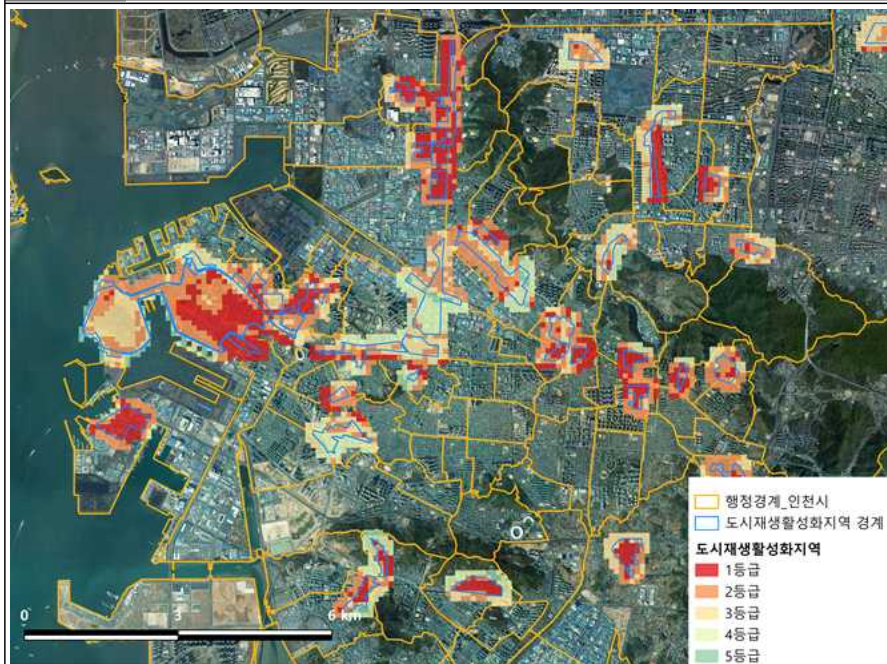 행정경계_인천시
도시재생활성화지역 경계
도시재생활성화지역
1등급
2등급
3등급
4등급
5등급
0 3 6 km